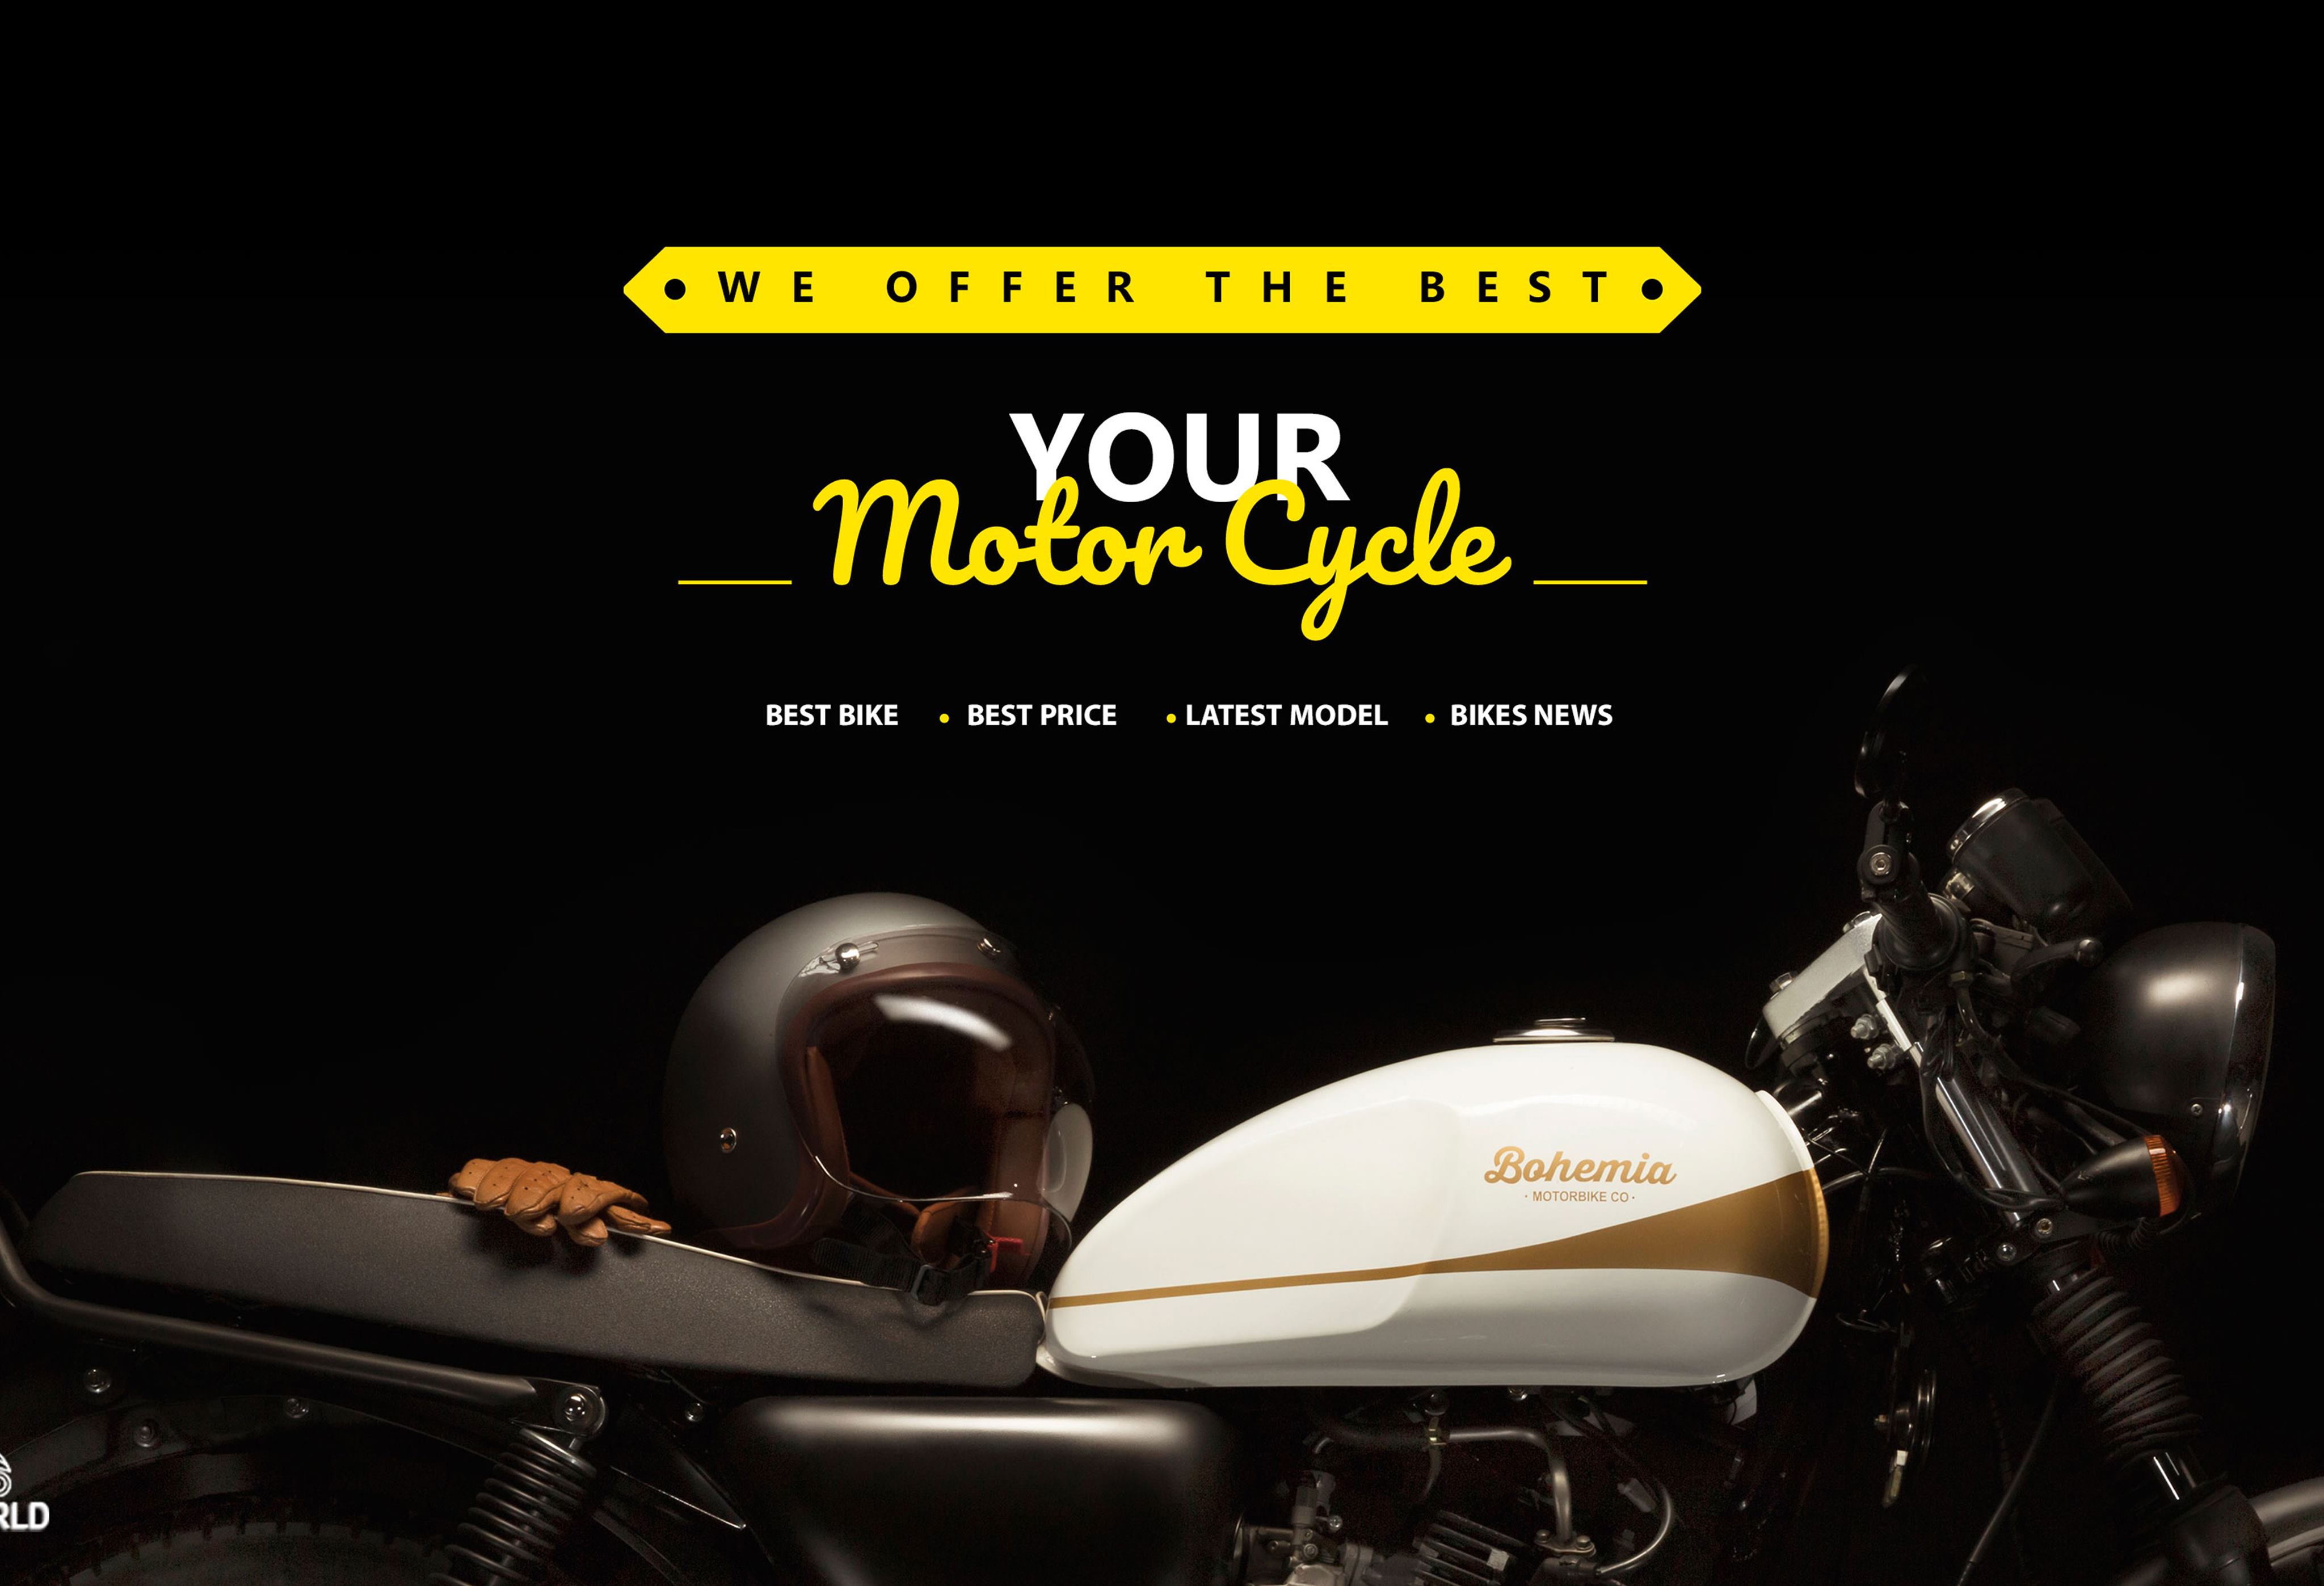 WE OFFER THE BEST
YOUR
Motor Cycle
BEST BIKE • BEST PRICE • LATEST MODEL • BIKES NEWS
Bohemia
· MOTORBIKE CO ·
RLD